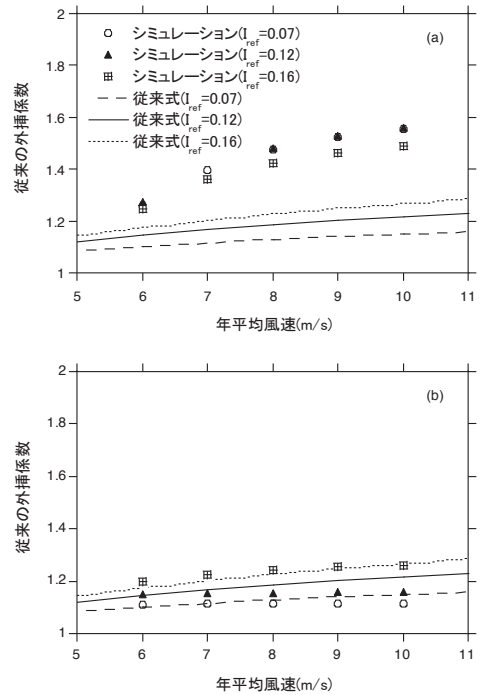 2
1.8
1.6
1.4
1.2
1
従来の外挿係数
シミュレーション(I_ref=0.07)
シミュレーション(I_ref=0.12)
シミュレーション(I_ref=0.16)
従来式(I_ref=0.07)
従来式(I_ref=0.12)
従来式(I_ref=0.16)
(a)
5 6 7 8 9 10 11
年平均風速(m/s)
2
1.8
1.6
1.4
1.2
1
従来の外挿係数
(b)
5 6 7 8 9 10 11
年平均風速(m/s)